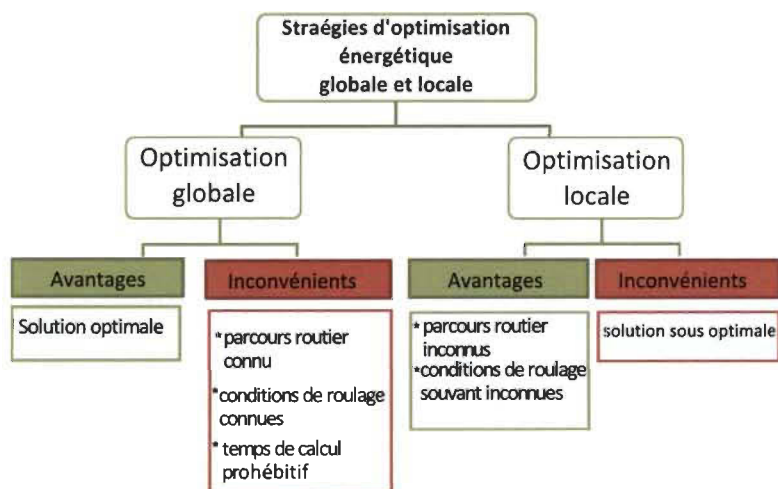 Straégies d'optimisation
énergétique
globale et locale
Optimisation
globale
Optimisation
locale
Avantages
Inconvénients
Avantages
Inconvénients
Solution optimale
* parcours routier
connu
*conditions de roulage
connues
* temps de calcul
prohébitif
* parcours routier
inconnus
*conditions de roulage
souvant inconnues
solution sous optimale